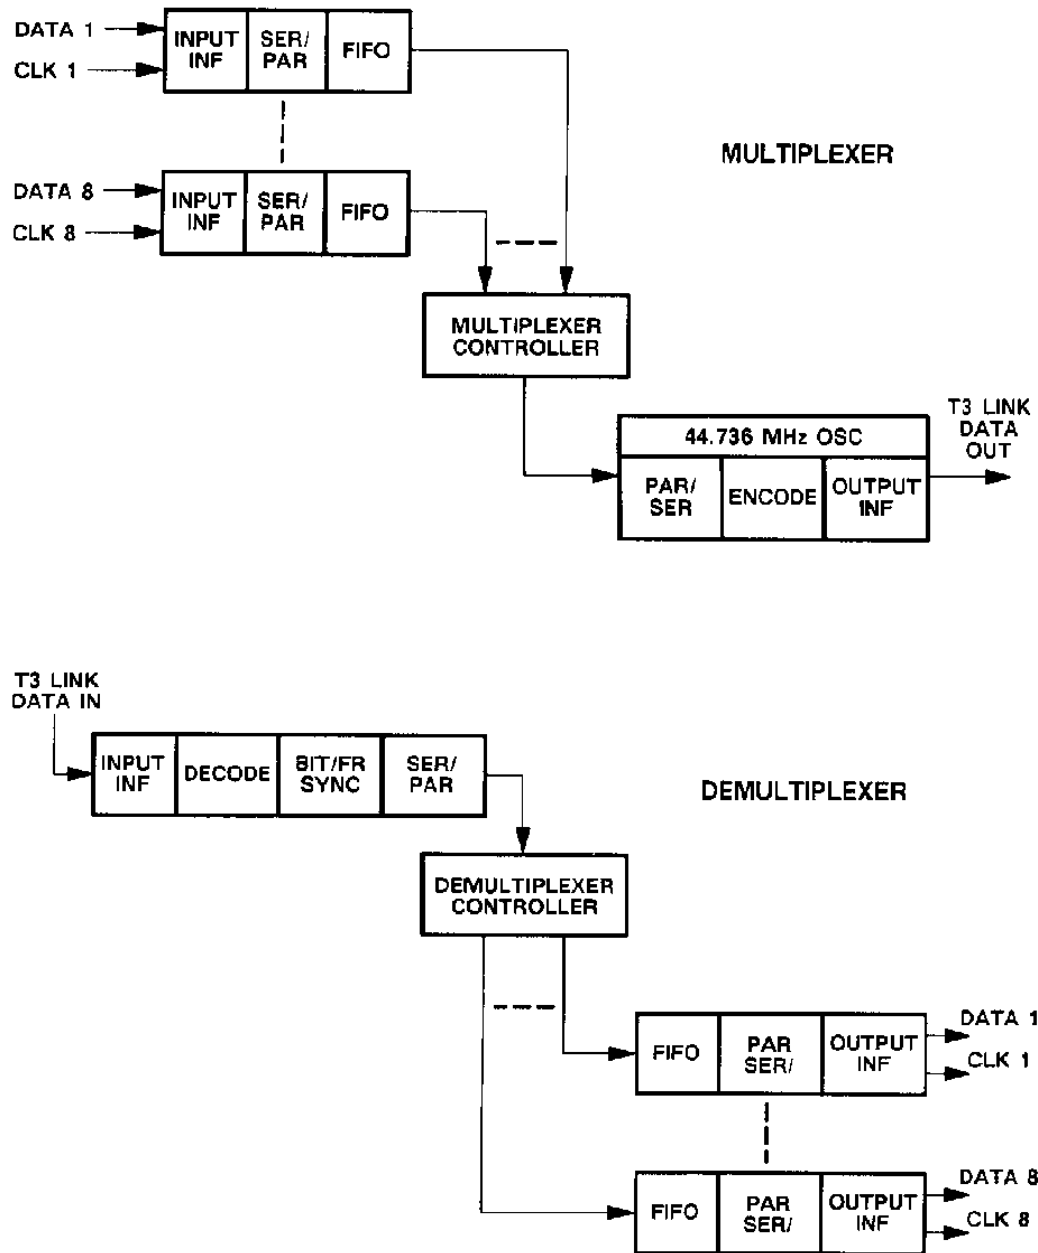 DATA 1
CLK 1
INPUT
INF
SER/
PAR
FIFO
DATA 8
CLK 8
INPUT
INF
SER/
PAR
FIFO
MULTIPLEXER
MULTIPLEXER
CONTROLLER
44.736 MHz OSC
PAR/
SER
ENCODE
OUTPUT
INF
T3 LINK
DATA
OUT
T3 LINK
DATA IN
INPUT
INF
DECODE
BIT/FR
SYNC
SER/
PAR
DEMULTIPLEXER
DEMULTIPLEXER
CONTROLLER
FIFO
PAR
SER/
OUTPUT
INF
DATA 1
CLK 1
FIFO
PAR
SER/
OUTPUT
INF
DATA 8
CLK 8